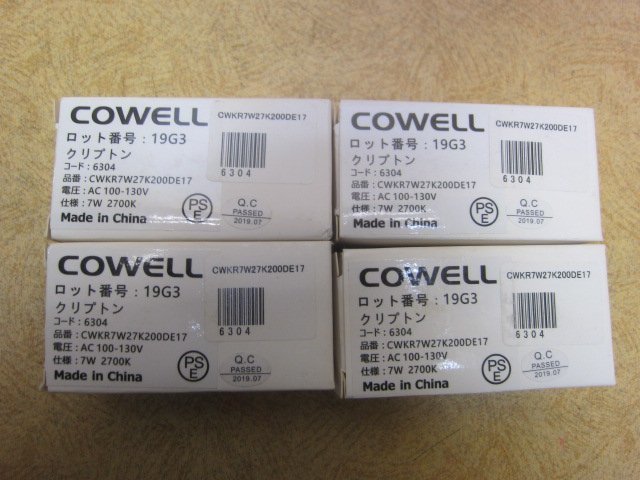 COWELL
CWKR7W27K200DE17
ロット番号 : 19G3
クリプトン
コード : 6304
品番 : CWKR7W27K200DE17
電圧 : AC 100-130V
仕様 : 7W 2700K
Made in China
6304
PSE
Q.C
PASSED
2019.07
COWELL
CWKR7W27K200DE17
ロット番号 : 19G3
クリプトン
コード : 6304
品番 : CWKR7W27K200DE17
電圧 : AC 100-130V
仕様 : 7W 2700K
Made in China
6304
PSE
Q.C
PASSED
2019.07
COWELL
CWKR7W27K200DE17
ロット番号 : 19G3
クリプトン
コード : 6304
品番 : CWKR7W27K200DE17
電圧 : AC 100-130V
仕様 : 7W 2700K
Made in China
6304
PSE
Q.C
PASSED
2019.07
COWELL
CWKR7W27K200DE17
ロット番号 : 19G3
クリプトン
コード : 6304
品番 : CWKR7W27K200DE17
電圧 : AC 100-130V
仕様 : 7W 2700K
Made in China
6304
PSE
Q.C
PASSED
2019.07